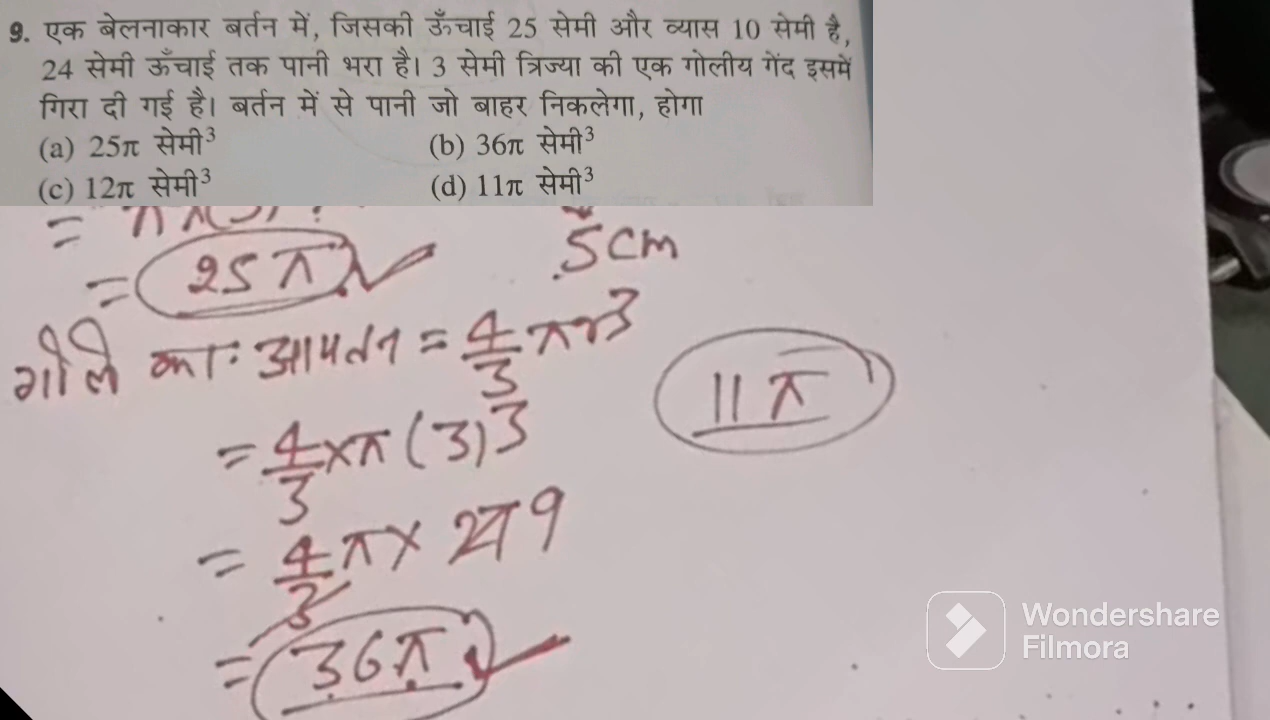 9. एक बेलनाकार बर्तन में, जिसकी ऊँचाई 25 सेमी और व्यास 10 सेमी है,
24 सेमी ऊँचाई तक पानी भरा है। 3 सेमी त्रिज्या की एक गोलीय गेंद इसमें
गिरा दी गई है। बर्तन में से पानी जो बाहर निकलेगा, होगा
(a) 25π सेमी³ (b) 36π सेमी³
(c) 12π सेमी³ (d) 11π सेमी³
= 25π
5cm
गोले का आयतन = 4/3 πr³
11π
= 4/3 × π (3)³
= 4/3 π × 27 9
= 36π
Wondershare
Filmora